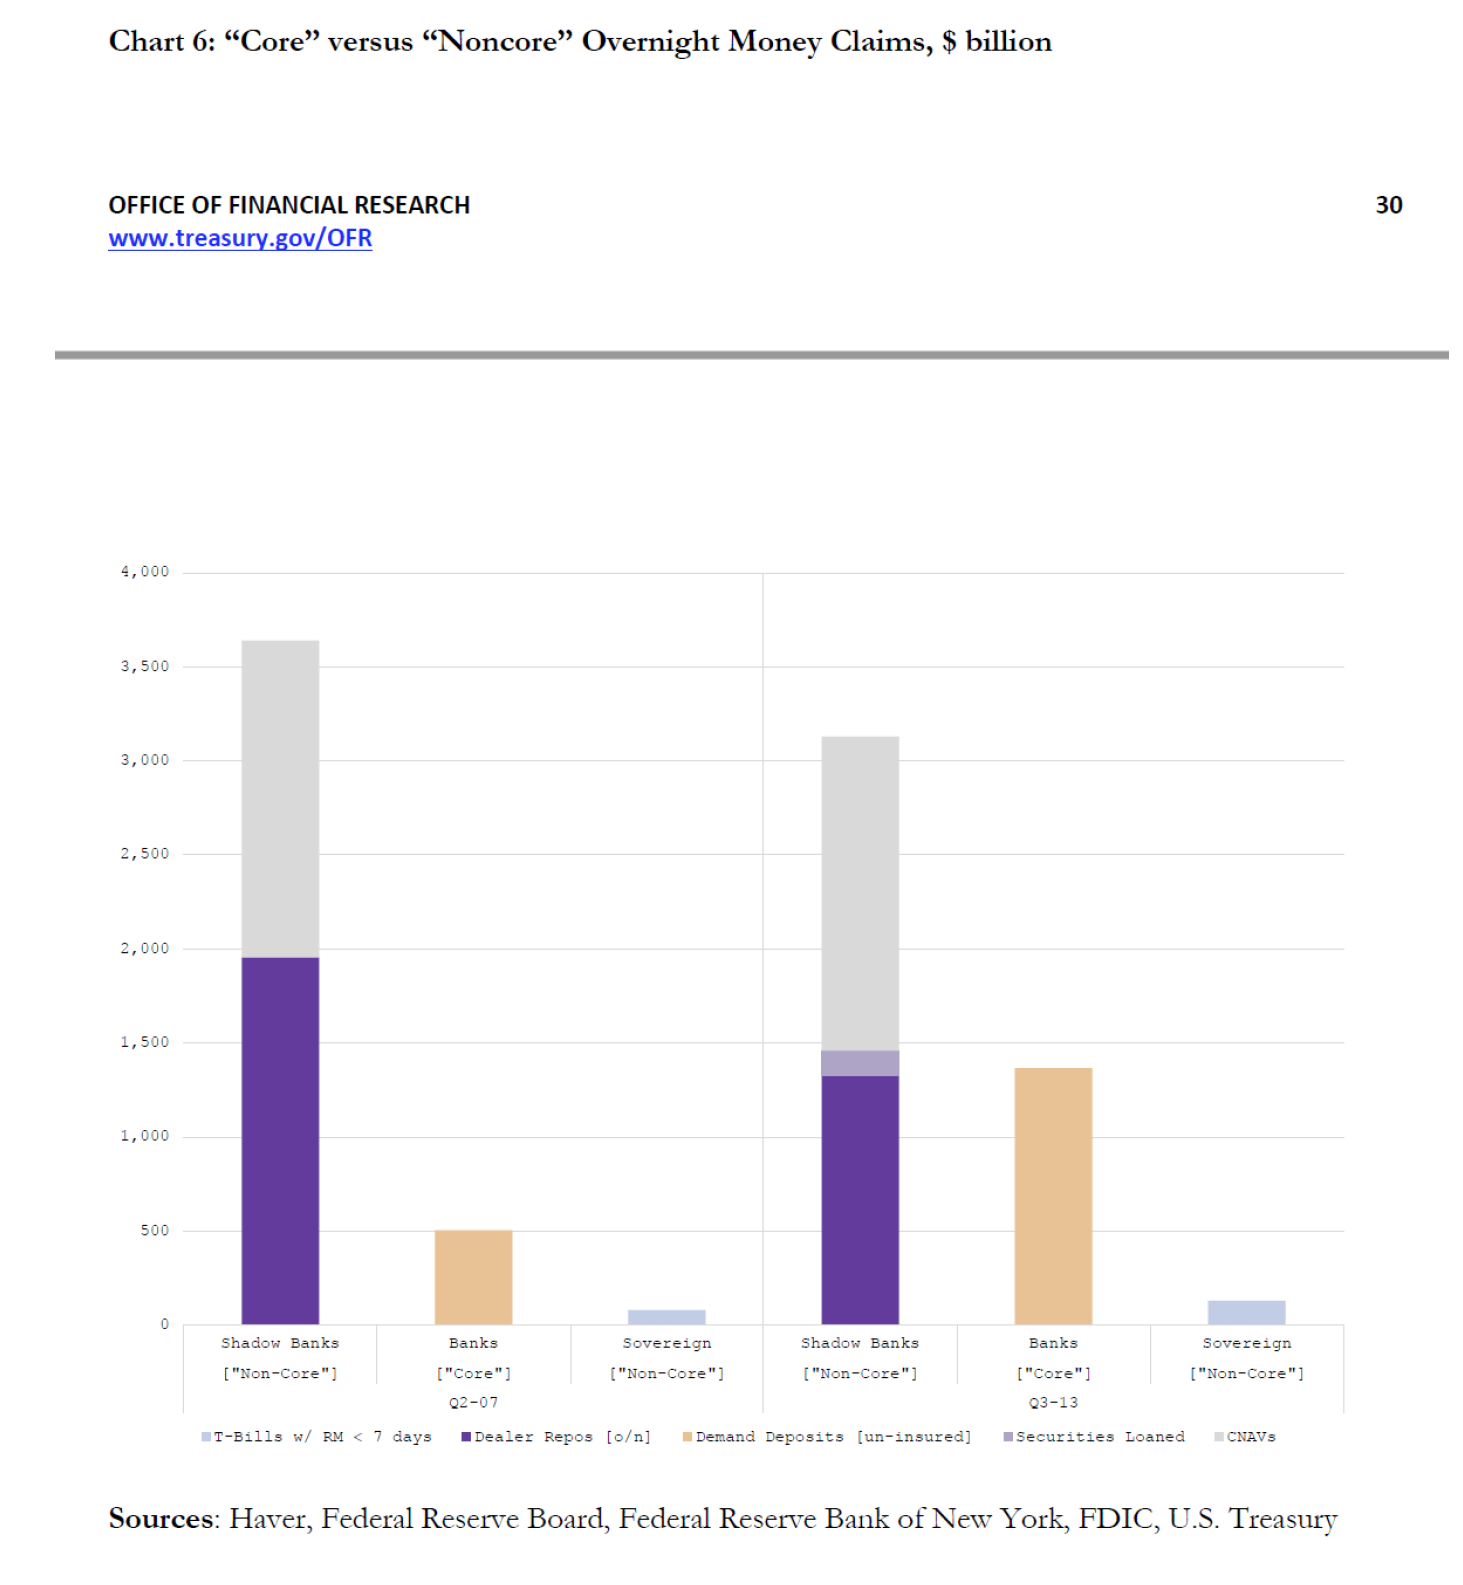 Chart 6: “Core” versus “Noncore” Overnight Money Claims, $ billion
OFFICE OF FINANCIAL RESEARCH 30
www.treasury.gov/OFR
4,000
3,500
3,000
2,500
2,000
1,500
1,000
500
0
Shadow Banks Banks Sovereign Shadow Banks Banks Sovereign
["Non-Core"] ["Core"] ["Non-Core"] ["Non-Core"] ["Core"] ["Non-Core"]
Q2-07 Q3-13
T-Bills w/ RM < 7 days Dealer Repos [o/n] Demand Deposits [un-insured] Securities Loaned CNAVs
Sources: Haver, Federal Reserve Board, Federal Reserve Bank of New York, FDIC, U.S. Treasury